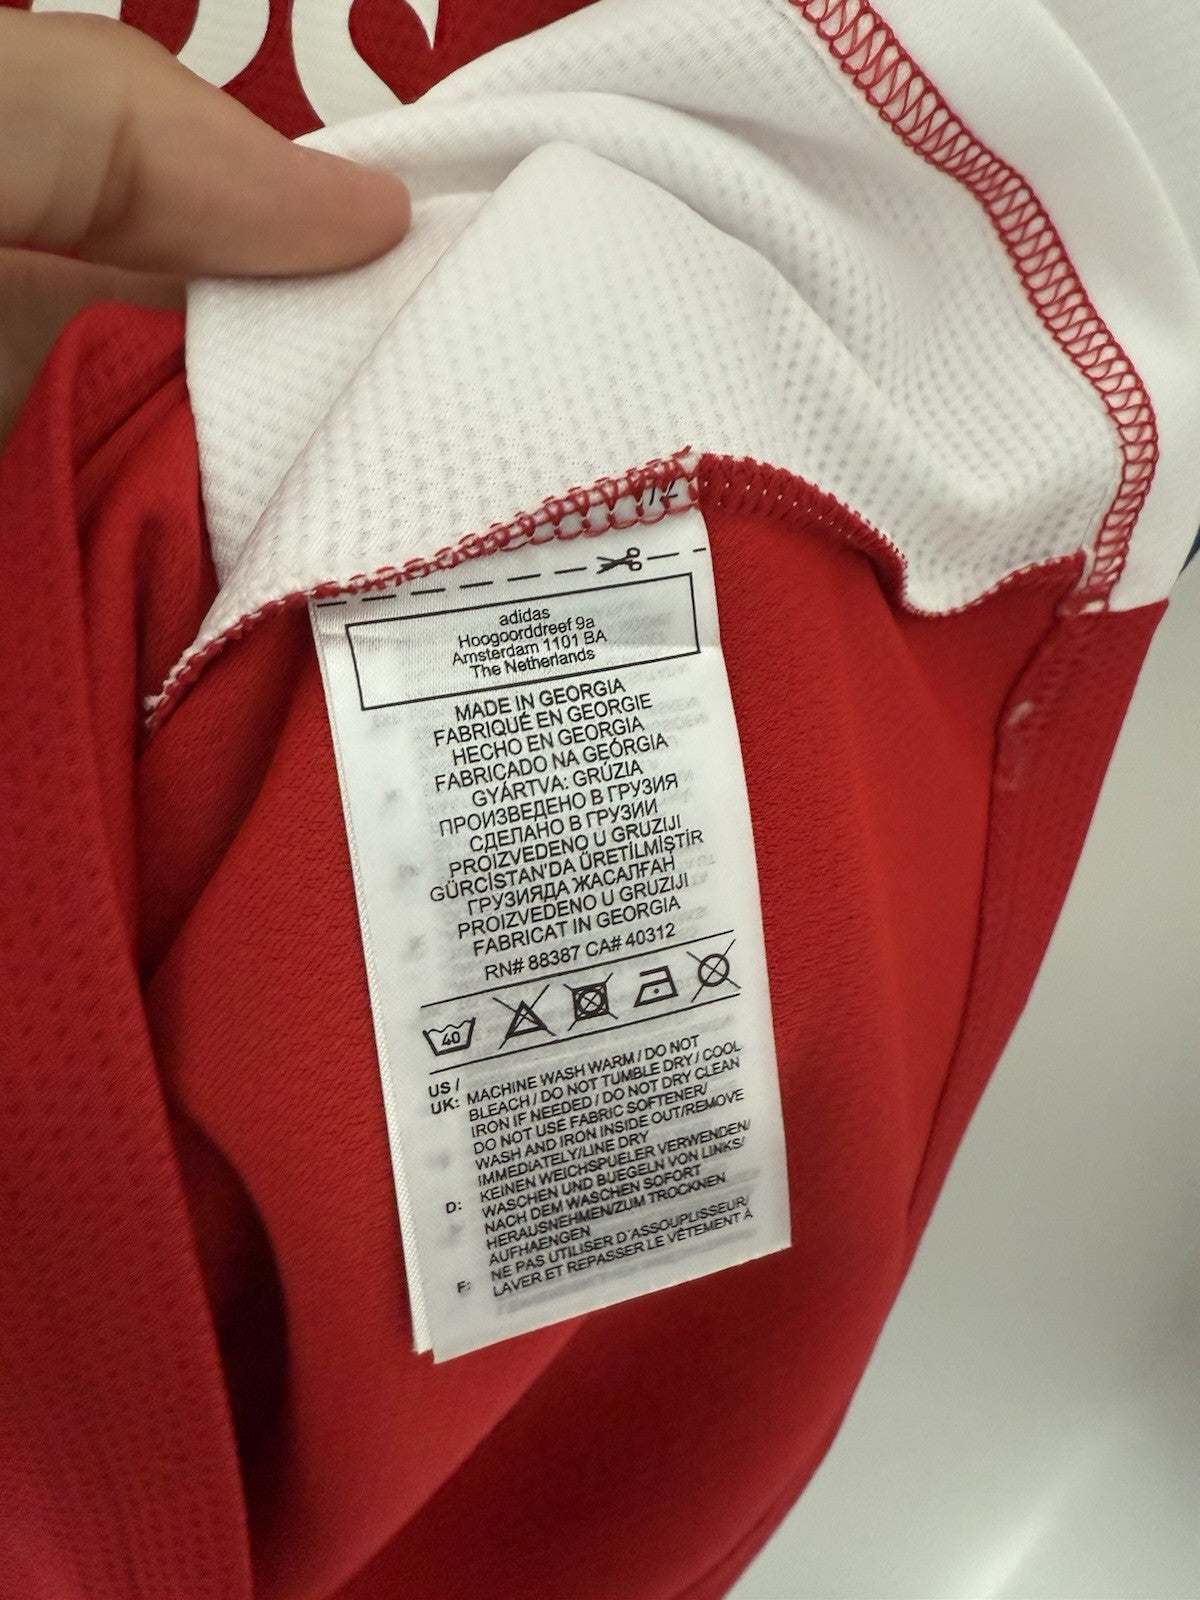 adidas
Hoogoorddreef 9a
Amsterdam 1101 BA
The Netherlands
MADE IN GEORGIA
FABRIQUÉ EN GEORGIE
HECHO EN GEORGIA
FABRICADO NA GEÓRGIA
GYÁRTVA: GRÚZIA
ПРОИЗВЕДЕНО В ГРУЗИЯ
СДЕЛАНО В ГРУЗИИ
PROIZVEDENO U GRUZIJI
GÜRCİSTAN'DA ÜRETİLMİŞTİR
ГРУЗИЯДА ЖАСАЛҒАН
PROIZVEDENO U GRUZIJI
FABRICAT IN GEORGIA
RN# 88387 CA# 40312
40
US / UK: MACHINE WASH WARM / DO NOT
BLEACH / DO NOT TUMBLE DRY / COOL
IRON IF NEEDED / DO NOT DRY CLEAN
DO NOT USE FABRIC SOFTENER/
WASH AND IRON INSIDE OUT/REMOVE
IMMEDIATELY/LINE DRY
D: KEINEN WEICHSPUELER VERWENDEN/
WASCHEN UND BUEGELN VON LINKS/
NACH DEM WASCHEN SOFORT
HERAUSNEHMEN/ZUM TROCKNEN
AUFHAENGEN
F: NE PAS UTILISER D'ASSOUPLISSEUR/
LAVER ET REPASSER LE VÊTEMENT À